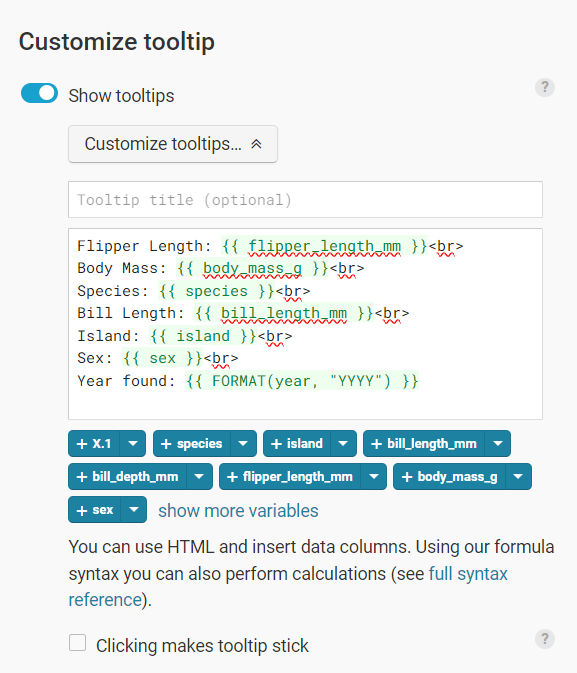 Customize tooltip
Show tooltips
?
Customize tooltips...
Tooltip title (optional)
Flipper Length: {{ flipper_length_mm }}<br>
Body Mass: {{ body_mass_g }}<br>
Species: {{ species }}<br>
Bill Length: {{ bill_length_mm }}<br>
Island: {{ island }}<br>
Sex: {{ sex }}<br>
Year found: {{ FORMAT(year, "YYYY") }}
+ X.1 + species + island + bill_length_mm
+ bill_depth_mm + flipper_length_mm + body_mass_g
+ sex show more variables
You can use HTML and insert data columns. Using our formula
syntax you can also perform calculations (see full syntax
reference).
Clicking makes tooltip stick
?